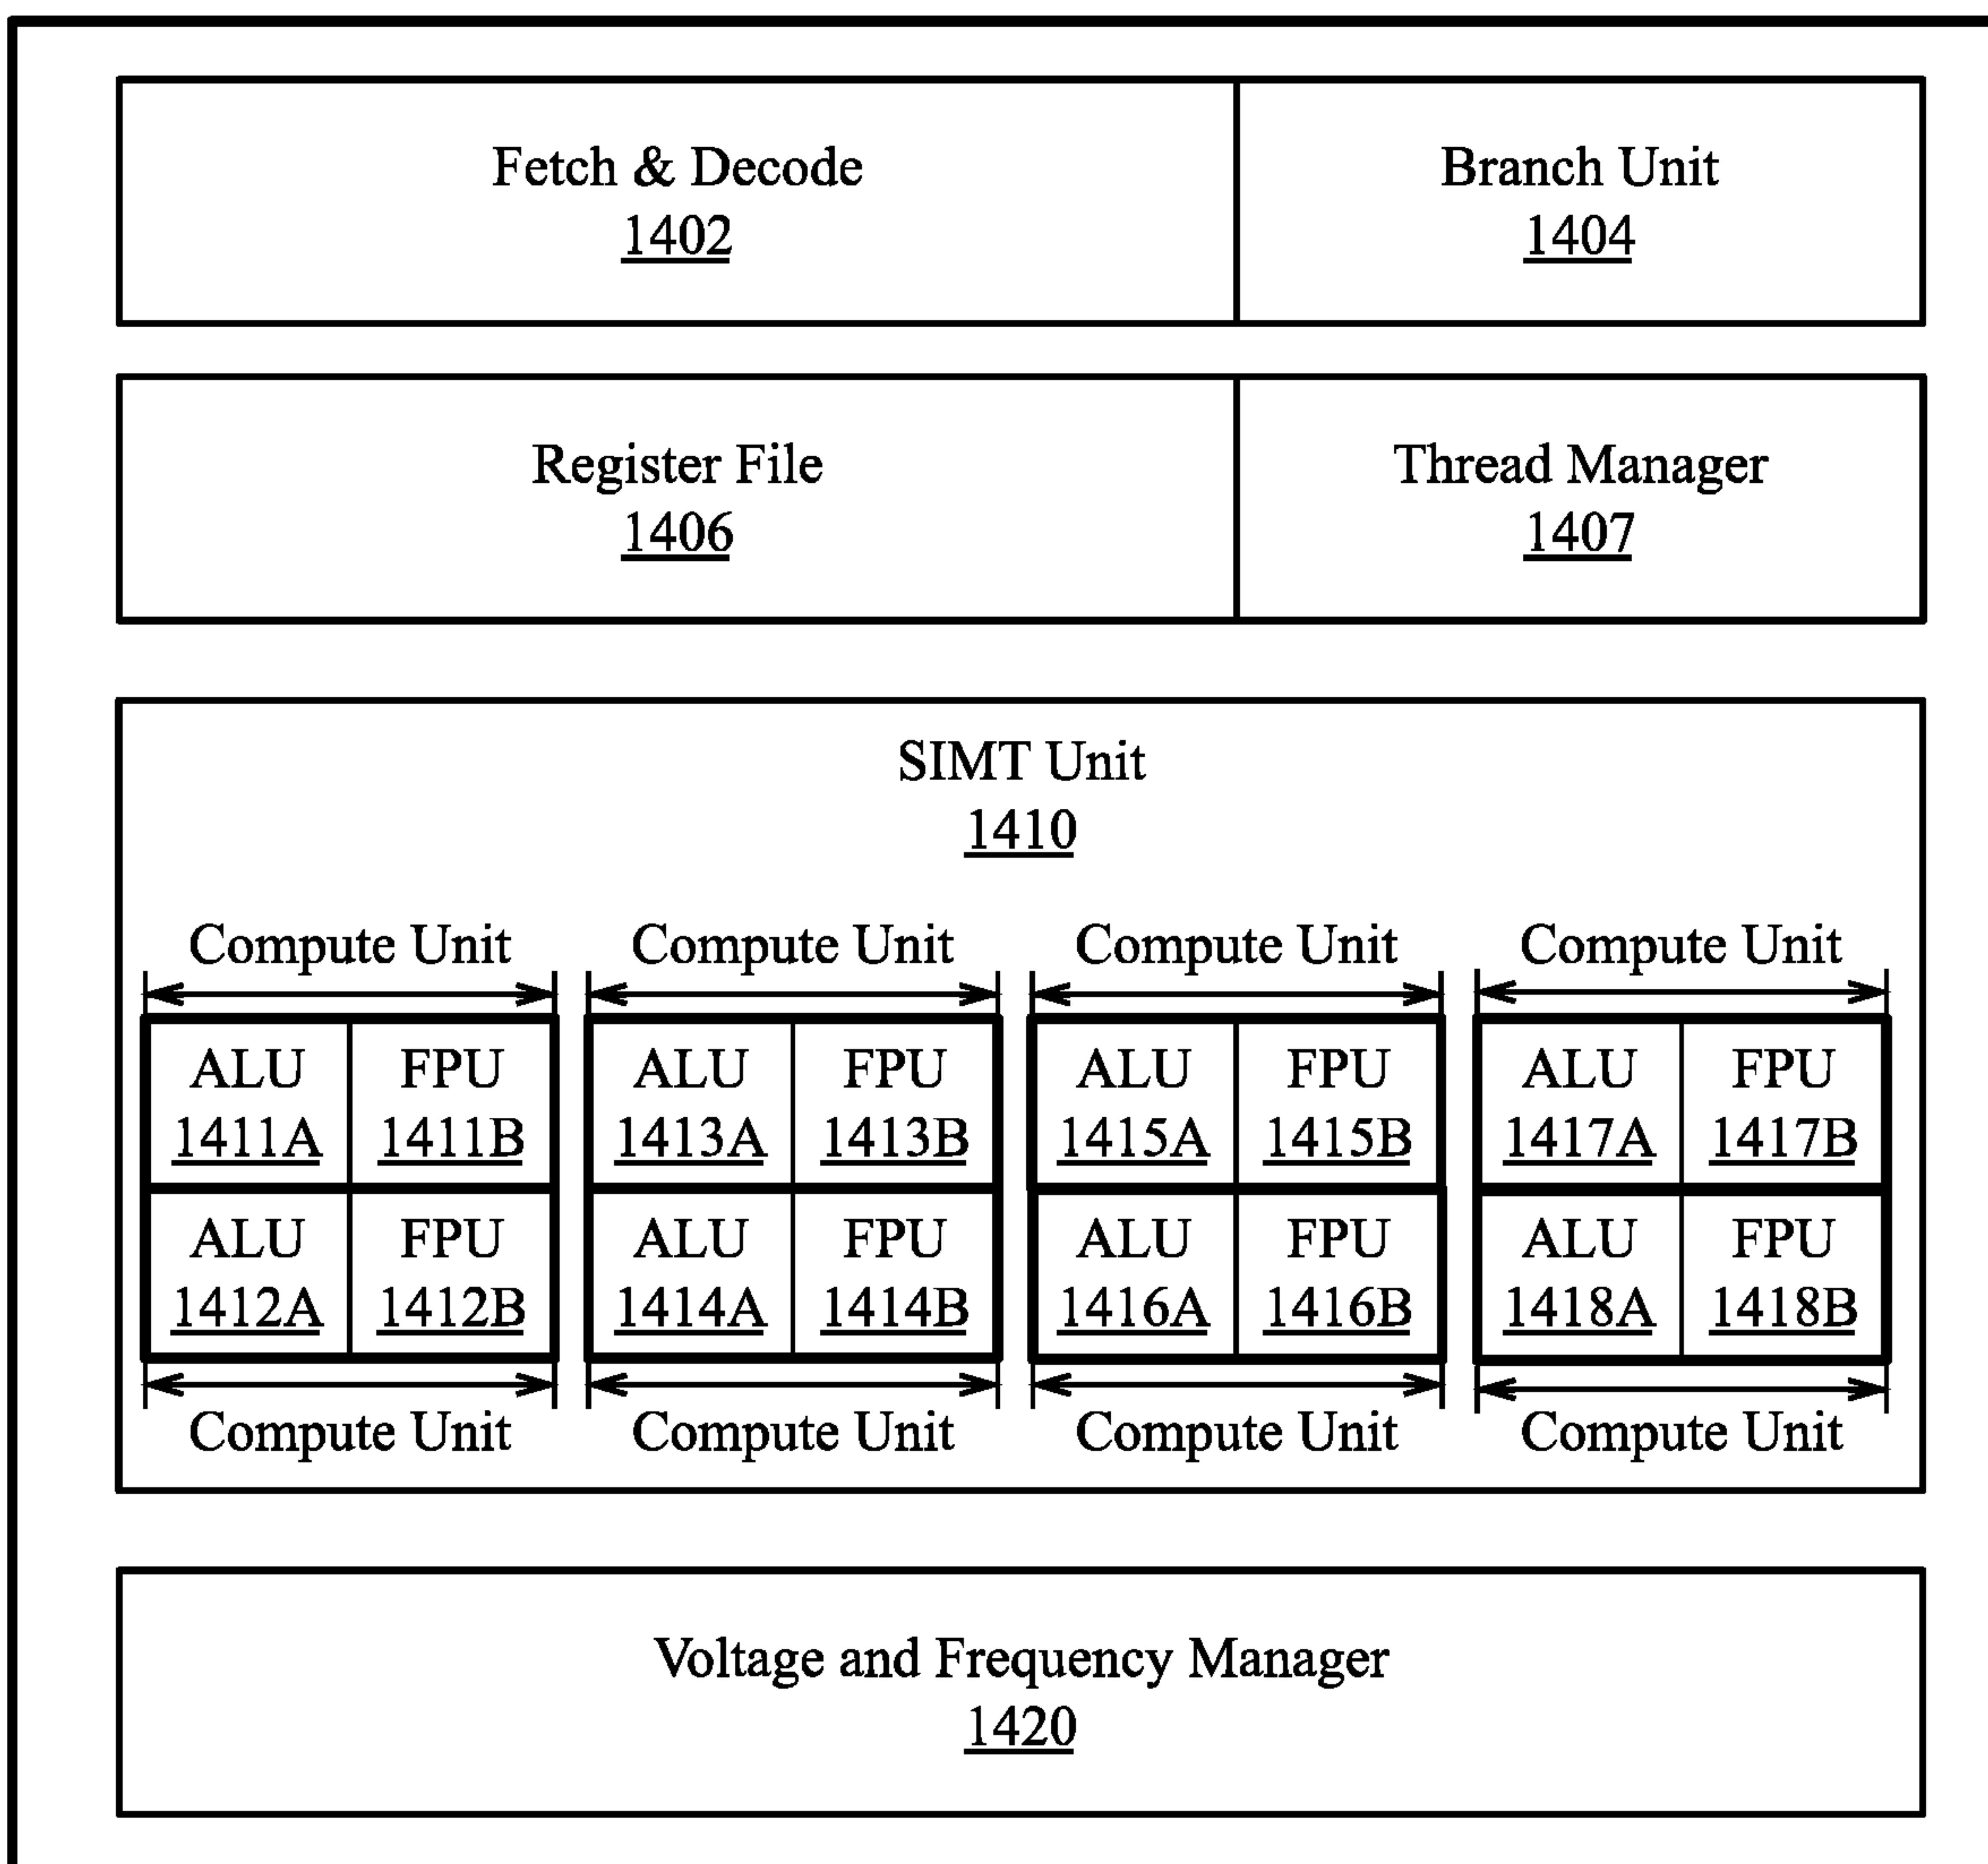 Fetch & Decode
1402
Branch Unit
1404
Register File
1406
Thread Manager
1407
SIMT Unit
1410
Compute Unit Compute Unit Compute Unit Compute Unit
ALU FPU ALU FPU ALU FPU ALU FPU
1411A 1411B 1413A 1413B 1415A 1415B 1417A 1417B
ALU FPU ALU FPU ALU FPU ALU FPU
1412A 1412B 1414A 1414B 1416A 1416B 1418A 1418B
Compute Unit Compute Unit Compute Unit Compute Unit
Voltage and Frequency Manager
1420